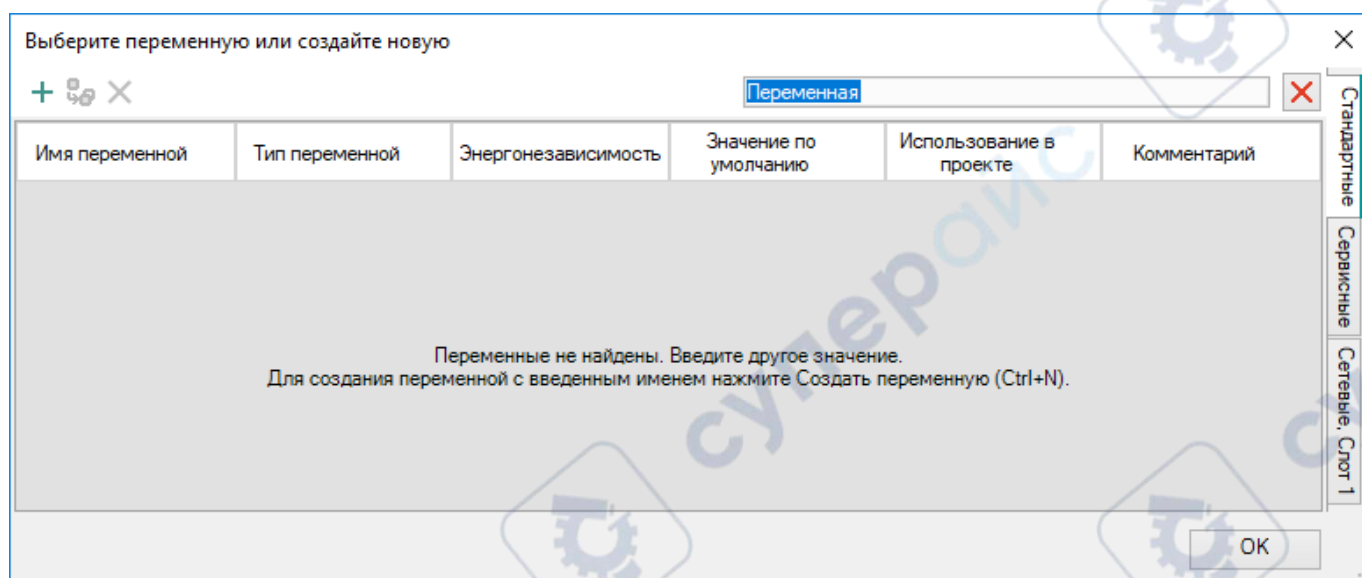 Выберите переменную или создайте новую
Переменная
Имя переменной
Тип переменной
Энергонезависимость
Значение по
умолчанию
Использование в
проекте
Комментарий
Стандартные
Сервисные
Сетевые, Слот 1
Переменные не найдены. Введите другое значение.
Для создания переменной с введенным именем нажмите Создать переменную (Ctrl+N).
OK
суперайс
су